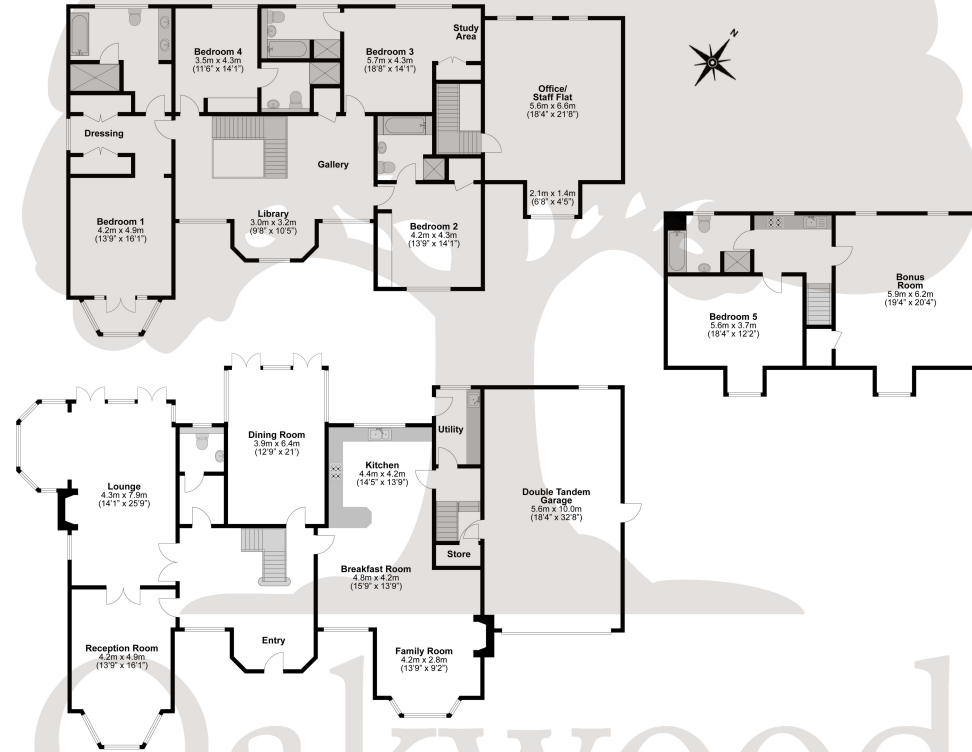 Bedroom 4
3.5m x 4.3m
(11'6" x 14'1")
Bedroom 3
5.7m x 4.3m
(18'8" x 14'1")
Study
Area
N
Office/
Staff Flat
5.6m x 6.6m
(18'4" x 21'8")
2.1m x 1.4m
(6'8" x 4'5")
Dressing
Gallery
Library
3.0m x 3.2m
(9'8" x 10'5")
Bedroom 1
4.2m x 4.9m
(13'9" x 16'1")
Bedroom 2
4.2m x 4.3m
(13'9" x 14'1")
Bonus
Room
5.9m x 6.2m
(19'4" x 20'4")
Bedroom 5
5.6m x 3.7m
(18'4" x 12'2")
Dining Room
3.9m x 6.4m
(12'9" x 21')
Utility
Kitchen
4.4m x 4.2m
(14'5" x 13'9")
Lounge
4.3m x 7.9m
(14'1" x 25'9")
Double Tandem
Garage
5.6m x 10.0m
(18'4" x 32'8")
Store
Breakfast Room
4.8m x 4.2m
(15'9" x 13'9")
Entry
Reception Room
4.2m x 4.9m
(13'9" x 16'1")
Family Room
4.2m x 2.8m
(13'9" x 9'2")
Oakwood